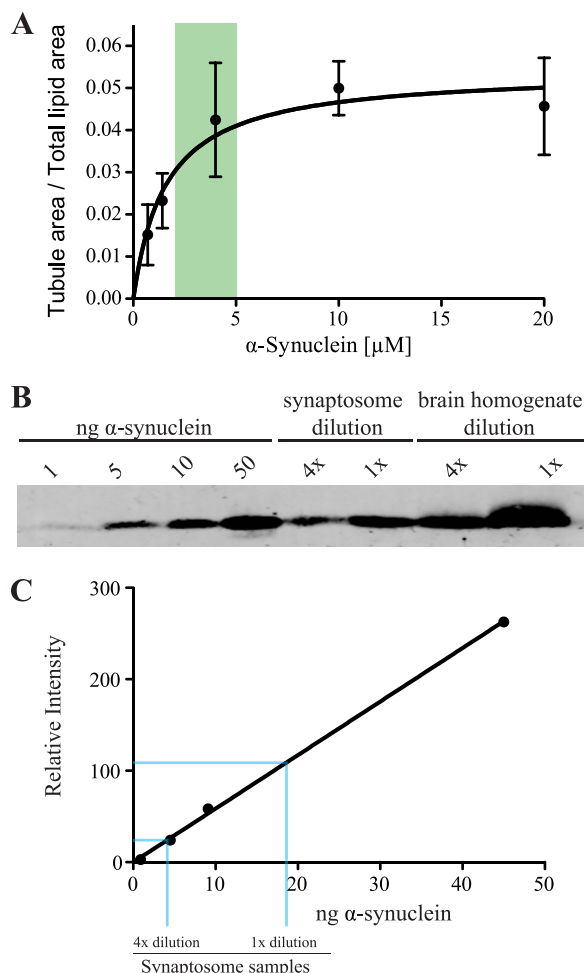 A
Tubule area / Total lipid area
0.06
0.05
0.04
0.03
0.02
0.01
0.00
0 5 10 15 20
α-Synuclein [µM]
B
synaptosome brain homogenate
ng α-synuclein dilution dilution
1 5 10 50 4x 1x 4x 1x
C
Relative Intensity
300
200
100
0
0 10 20 30 40 50
ng α-synuclein
4x dilution 1x dilution
Synaptosome samples